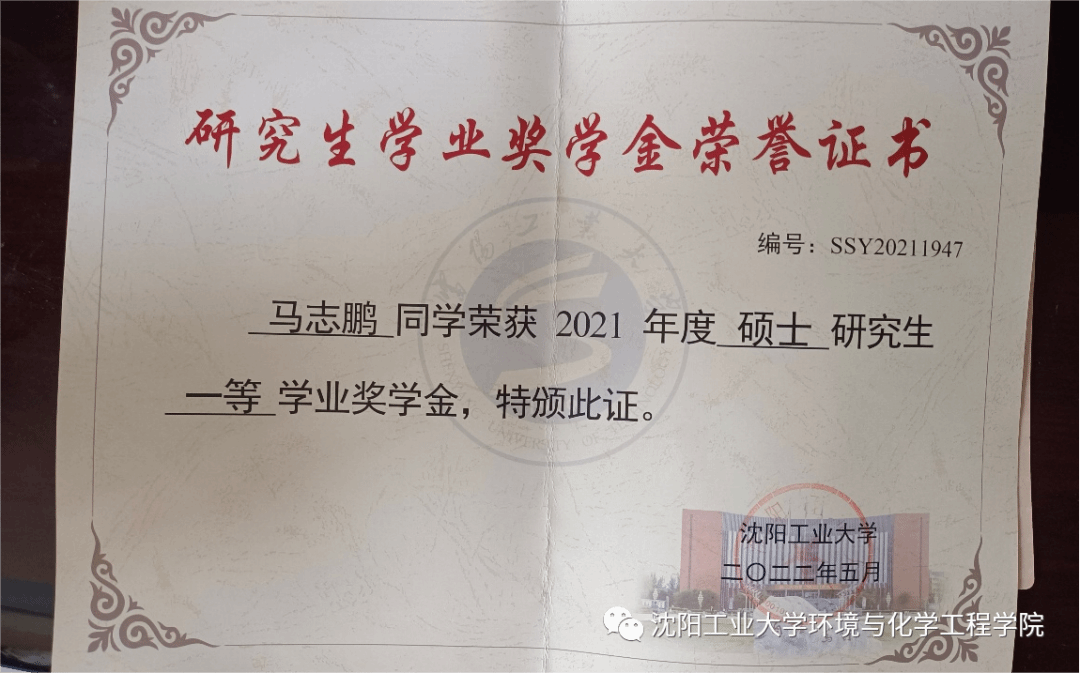 研究生学业奖学金荣誉证书
编号：SSY20211947
马志鹏 同学荣获 2021 年度 硕士 研究生
一等 学业奖学金，特颁此证。
沈阳工业大学
二〇二二年五月
沈阳工业大学环境与化学工程学院